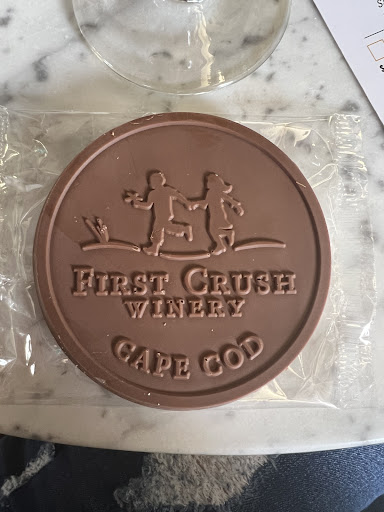 FIRST CRUSH
WINERY
CAPE COD